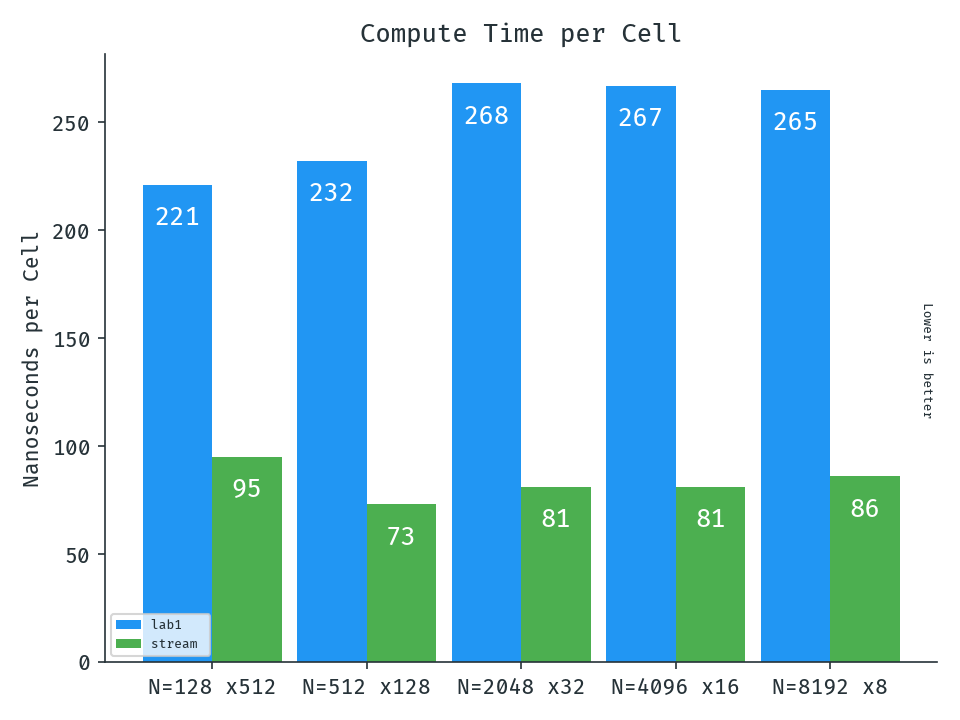 Compute Time per Cell
Nanoseconds per Cell
250
200
150
100
50
0
221
95
232
73
268
81
267
81
265
86
lab1
stream
N=128 x512
N=512 x128
N=2048 x32
N=4096 x16
N=8192 x8
Lower is better